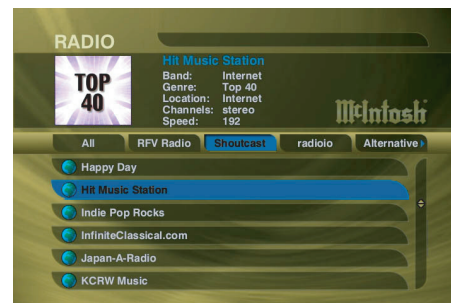 RADIO
TOP
40
Hit Music Station
Band: Internet
Genre: Top 40
Location: Internet
Channels: stereo
Speed: 192
McIntosh
All RFV Radio Shoutcast radioio Alternative
Happy Day
Hit Music Station
Indie Pop Rocks
InfiniteClassical.com
Japan-A-Radio
KCRW Music